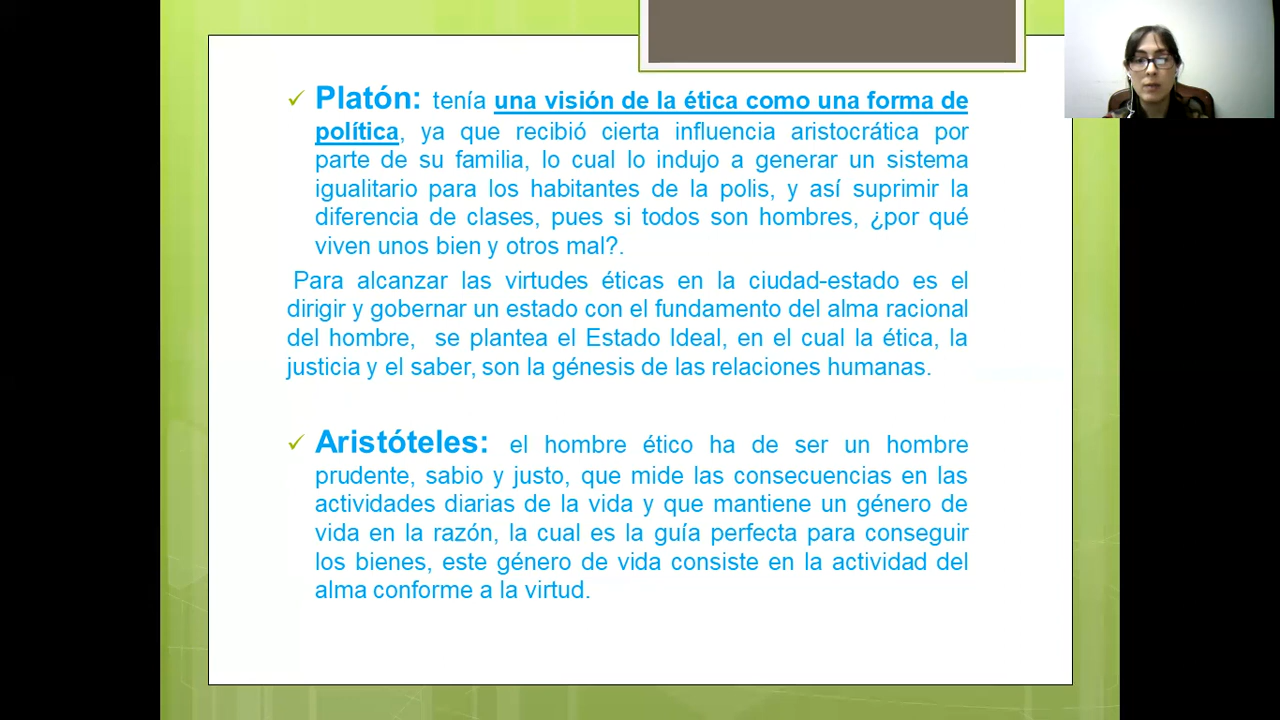 Platón: tenía una visión de la ética como una forma de
política, ya que recibió cierta influencia aristocrática por
parte de su familia, lo cual lo indujo a generar un sistema
igualitario para los habitantes de la polis, y así suprimir la
diferencia de clases, pues si todos son hombres, ¿por qué
viven unos bien y otros mal?.
Para alcanzar las virtudes éticas en la ciudad-estado es el
dirigir y gobernar un estado con el fundamento del alma racional
del hombre, se plantea el Estado Ideal, en el cual la ética, la
justicia y el saber, son la génesis de las relaciones humanas.
Aristóteles: el hombre ético ha de ser un hombre
prudente, sabio y justo, que mide las consecuencias en las
actividades diarias de la vida y que mantiene un género de
vida en la razón, la cual es la guía perfecta para conseguir
los bienes, este género de vida consiste en la actividad del
alma conforme a la virtud.